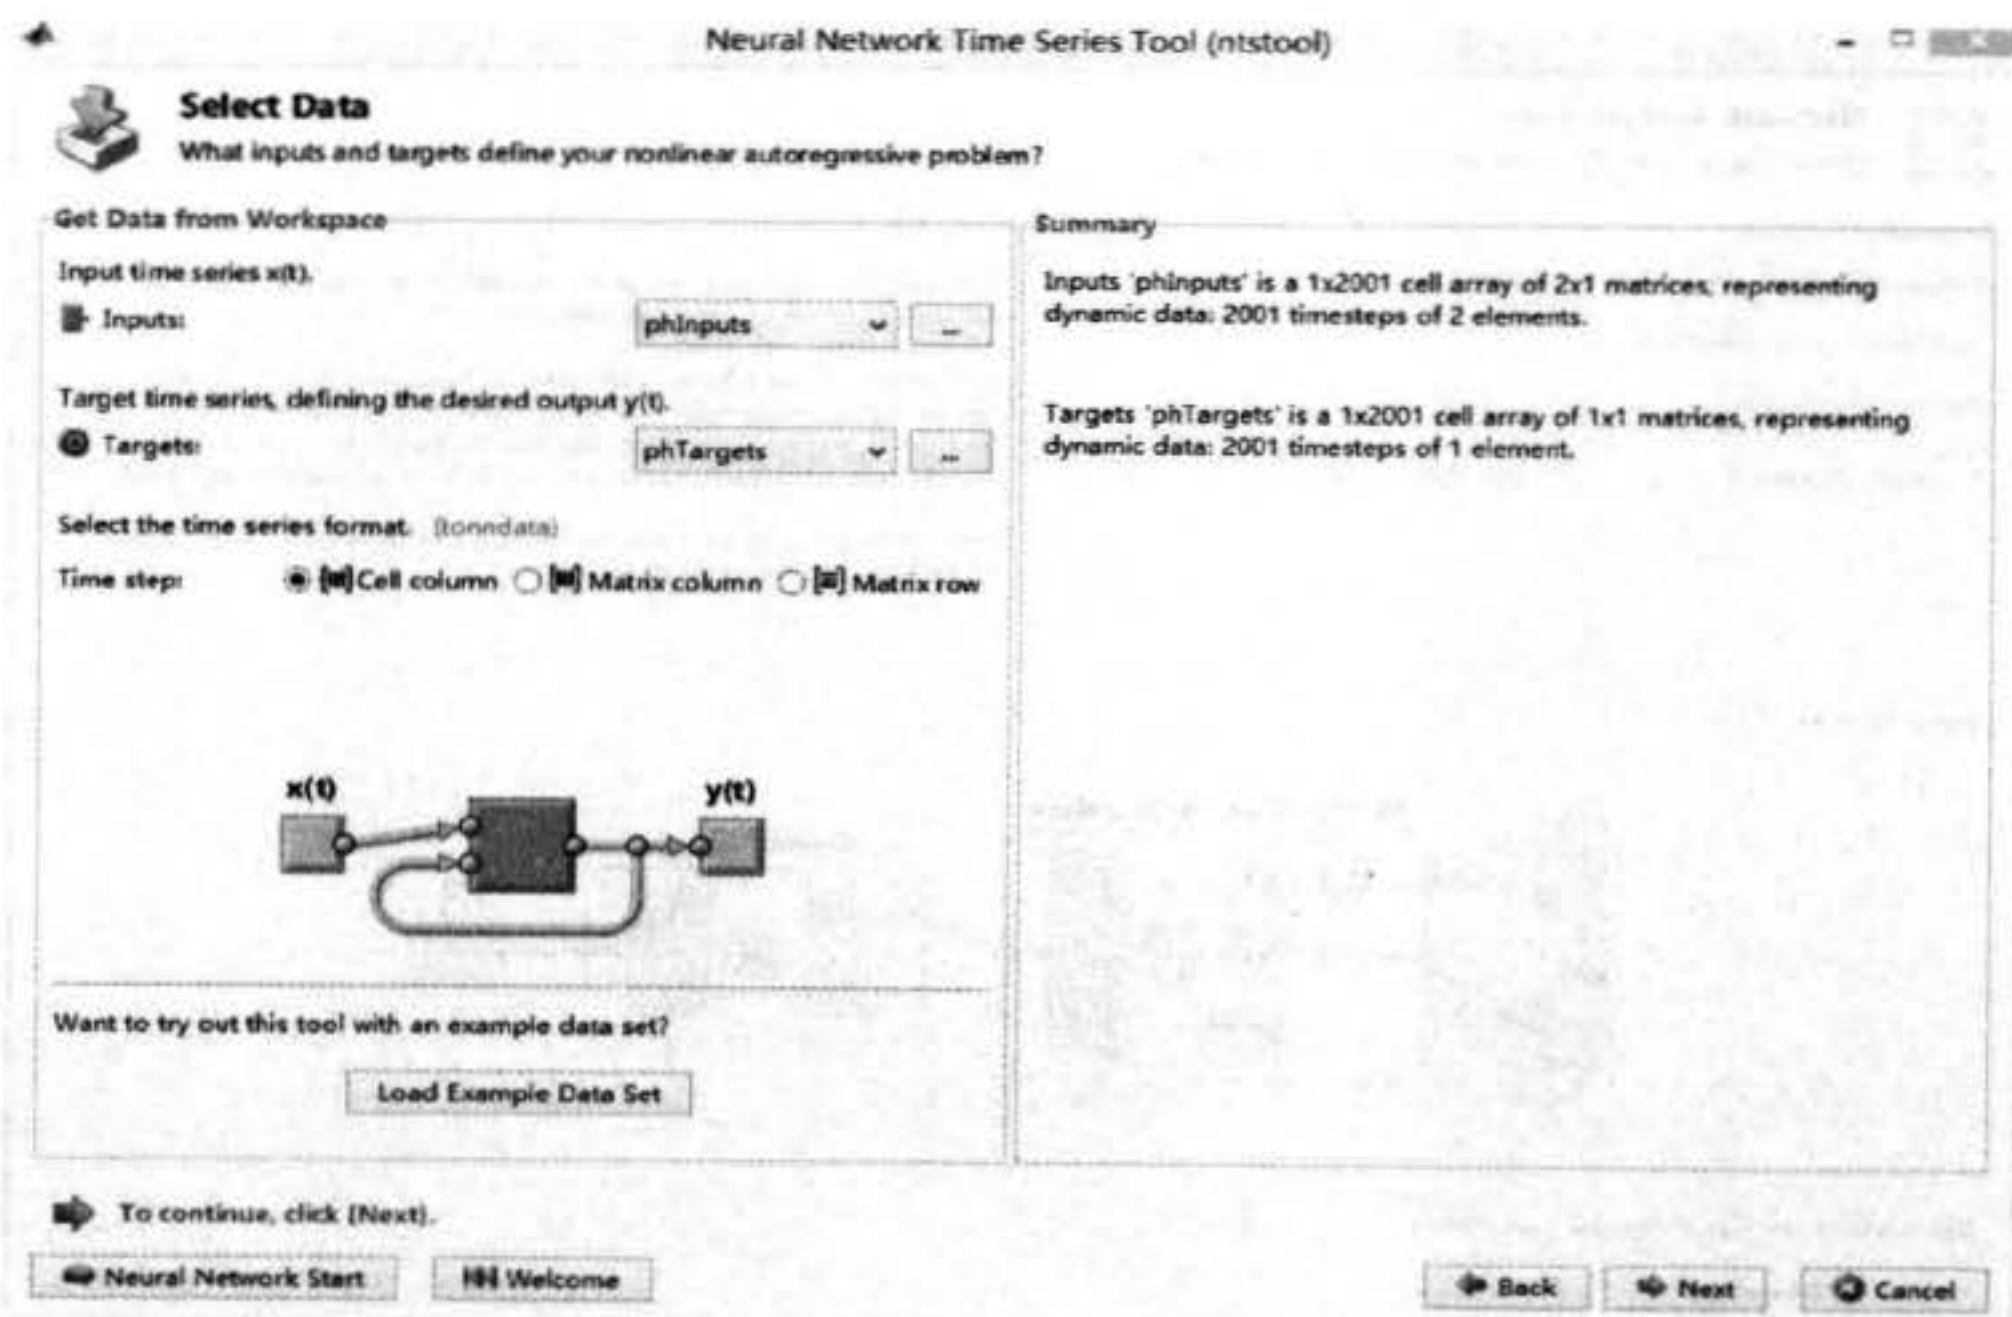 Neural Network Time Series Tool (ntstool)
Select Data
What inputs and targets define your nonlinear autoregressive problem?
Get Data from Workspace
Input time series x(t).
Inputs:
phInputs
...
Target time series, defining the desired output y(t).
Targets:
phTargets
...
Select the time series format. (tonndata)
Time step:
Cell column
Matrix column
Matrix row
x(t)
y(t)
Want to try out this tool with an example data set?
Load Example Data Set
Summary
Inputs 'phInputs' is a 1x2001 cell array of 2x1 matrices, representing
dynamic data: 2001 timesteps of 2 elements.
Targets 'phTargets' is a 1x2001 cell array of 1x1 matrices, representing
dynamic data: 2001 timesteps of 1 element.
To continue, click [Next].
Neural Network Start
Welcome
Back
Next
Cancel